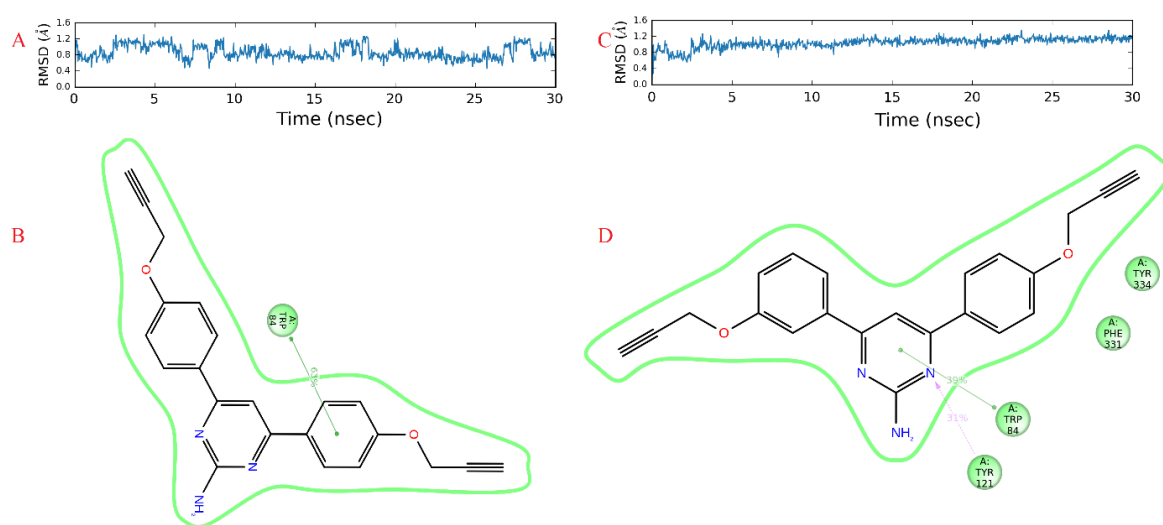 A
RMSD (Å)
1.6
1.2
0.8
0.4
0.0
0
5
10
15
20
25
30
Time (nsec)
C
RMSD (Å)
1.6
1.2
0.8
0.4
0.0
0
5
10
15
20
25
30
Time (nsec)
B
O
A:
TRP
84
63%
N
N
NH₂
O
D
O
O
N
N
NH₂
39%
31%
A:
TYR
334
A:
PHE
331
A:
TRP
84
A:
TYR
121